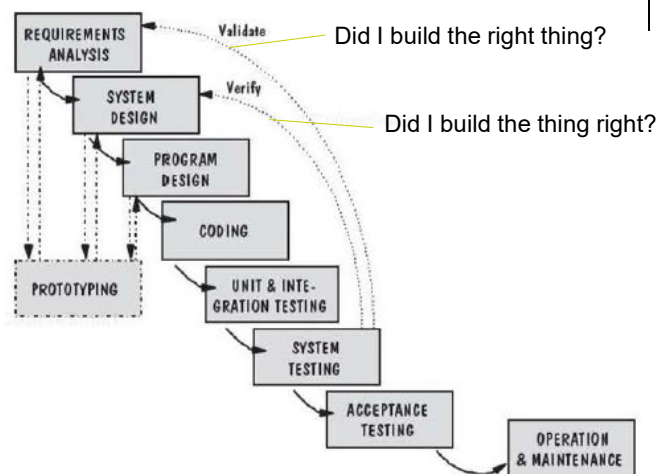 REQUIREMENTS
ANALYSIS
Validate
Did I build the right thing?
SYSTEM
DESIGN
Verify
Did I build the thing right?
PROGRAM
DESIGN
CODING
PROTOTYPING
UNIT & INTE-
GRATION TESTING
SYSTEM
TESTING
ACCEPTANCE
TESTING
OPERATION
& MAINTENANCE